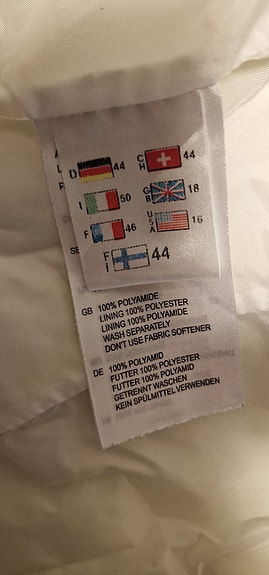 D 44 CH 44
I 50 GB 18
F 46 USA 16
FI 44
SE
GB 100% POLYAMIDE
LINING 100% POLYESTER
LINING 100% POLYAMIDE
WASH SEPARATELY
DON'T USE FABRIC SOFTENER
DE 100% POLYAMID
FUTTER 100% POLYESTER
FUTTER 100% POLYAMID
GETRENNT WASCHEN
KEIN SPÜLMITTEL VERWENDEN